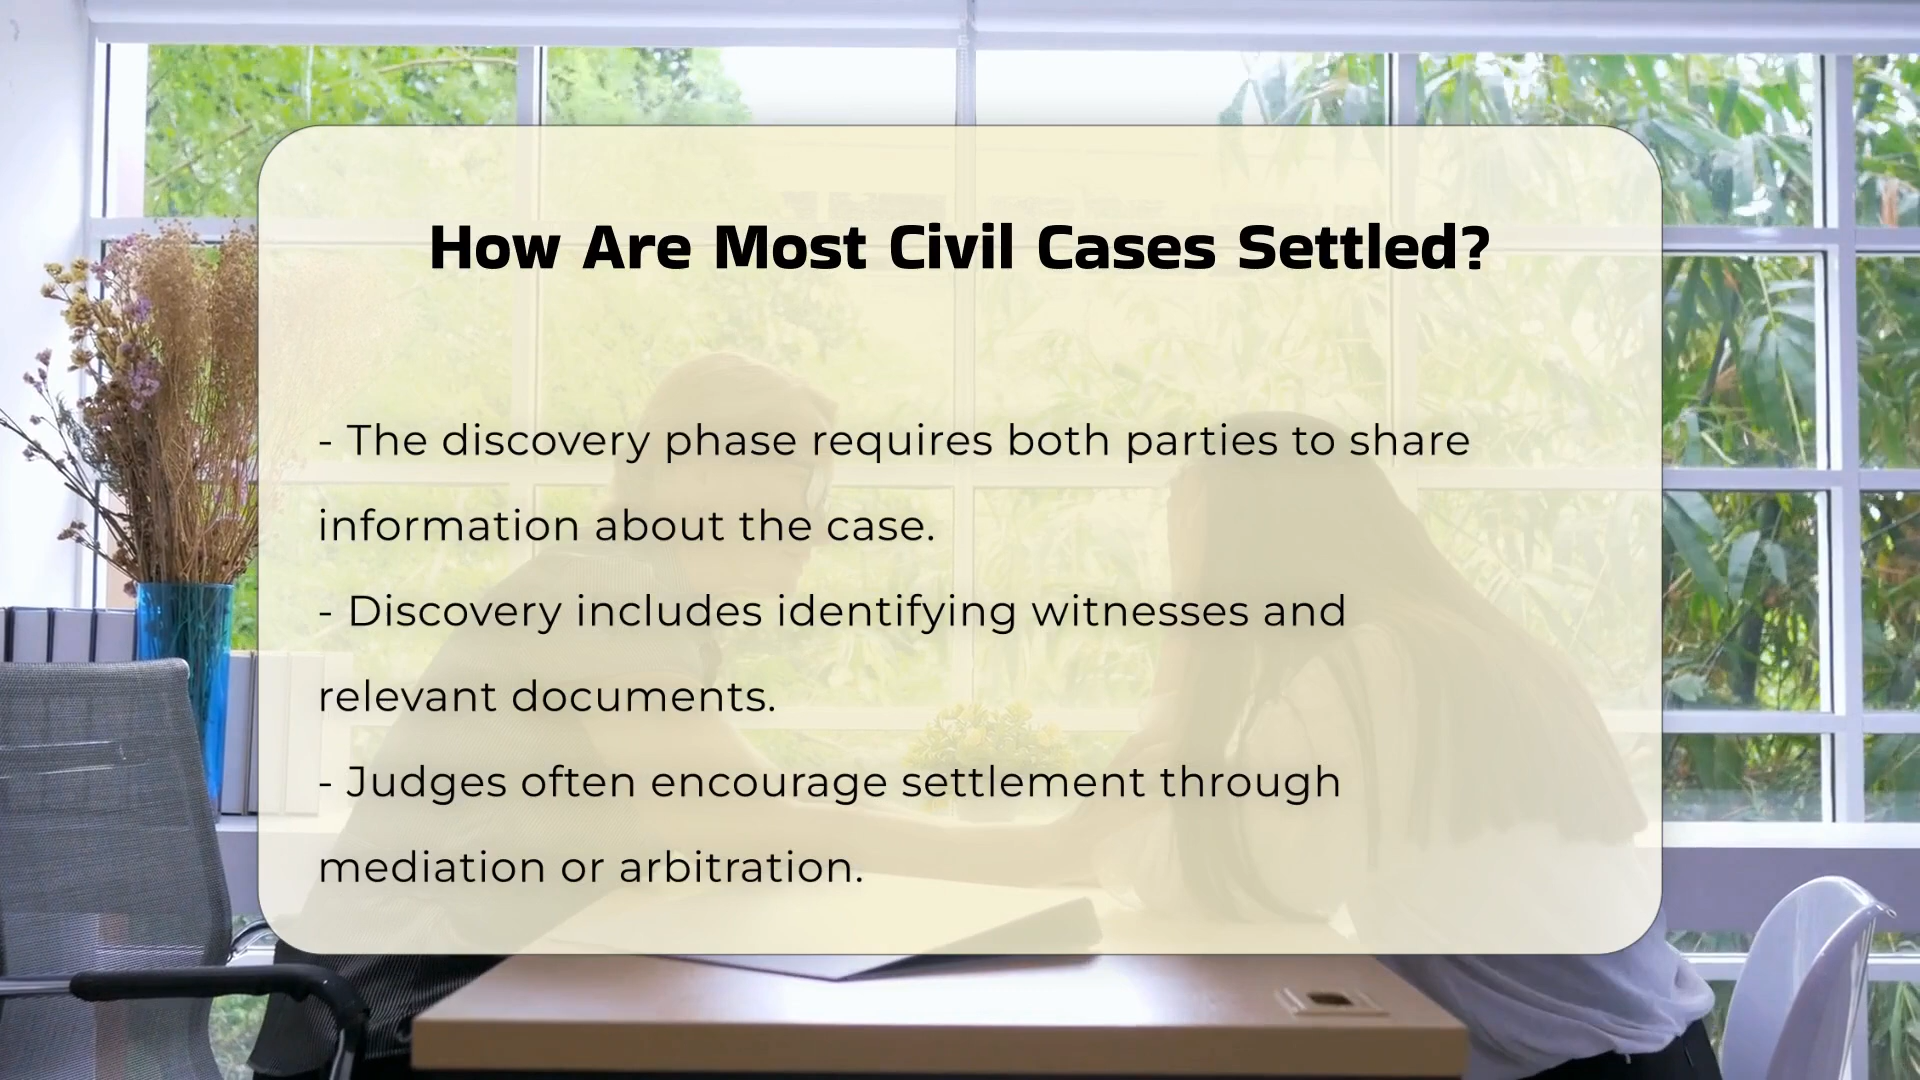 How Are Most Civil Cases Settled?
- The discovery phase requires both parties to share
information about the case.
- Discovery includes identifying witnesses and
relevant documents.
- Judges often encourage settlement through
mediation or arbitration.